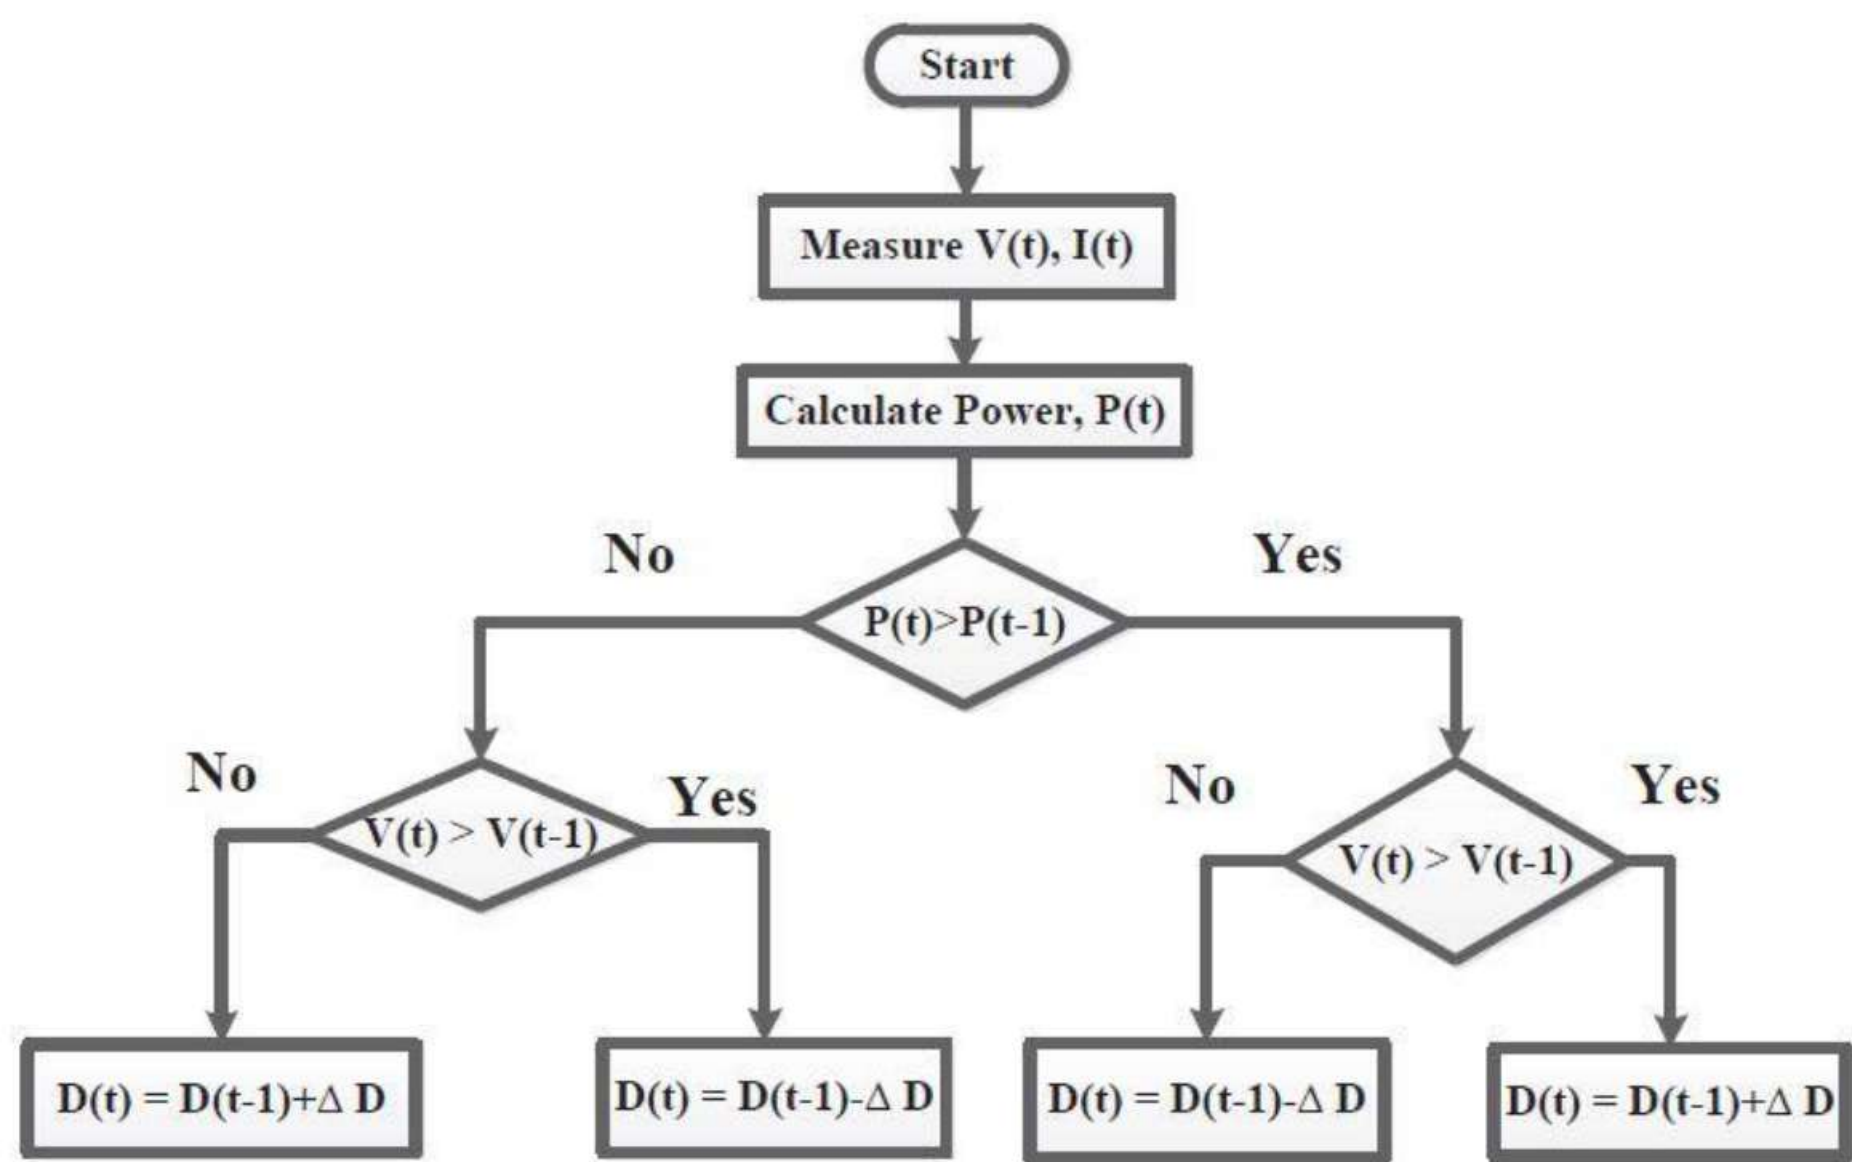 Start
Measure V(t), I(t)
Calculate Power, P(t)
No
Yes
P(t)>P(t-1)
No
Yes
No
Yes
V(t) > V(t-1)
V(t) > V(t-1)
D(t) = D(t-1)+Δ D
D(t) = D(t-1)-Δ D
D(t) = D(t-1)-Δ D
D(t) = D(t-1)+Δ D